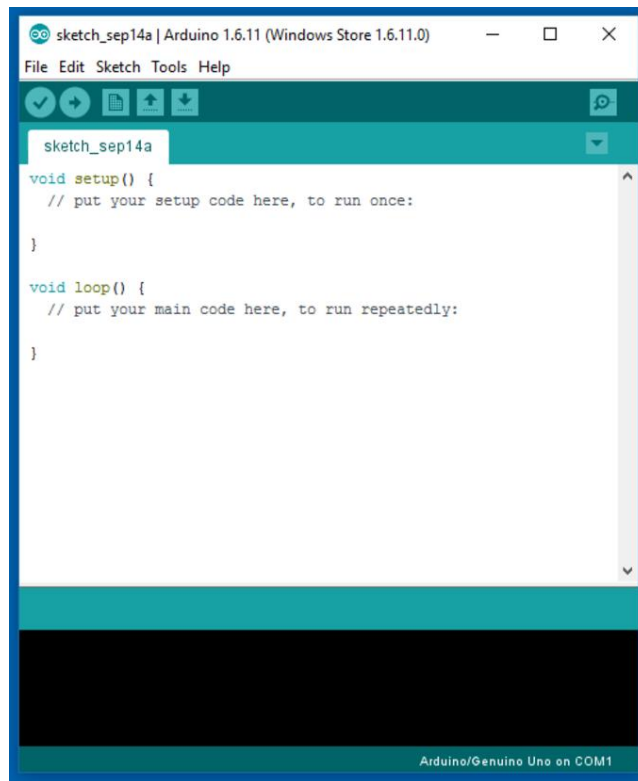 sketch_sep14a | Arduino 1.6.11 (Windows Store 1.6.11.0)
File Edit Sketch Tools Help
sketch_sep14a
void setup() {
  // put your setup code here, to run once:
}
void loop() {
  // put your main code here, to run repeatedly:
}
Arduino/Genuino Uno on COM1